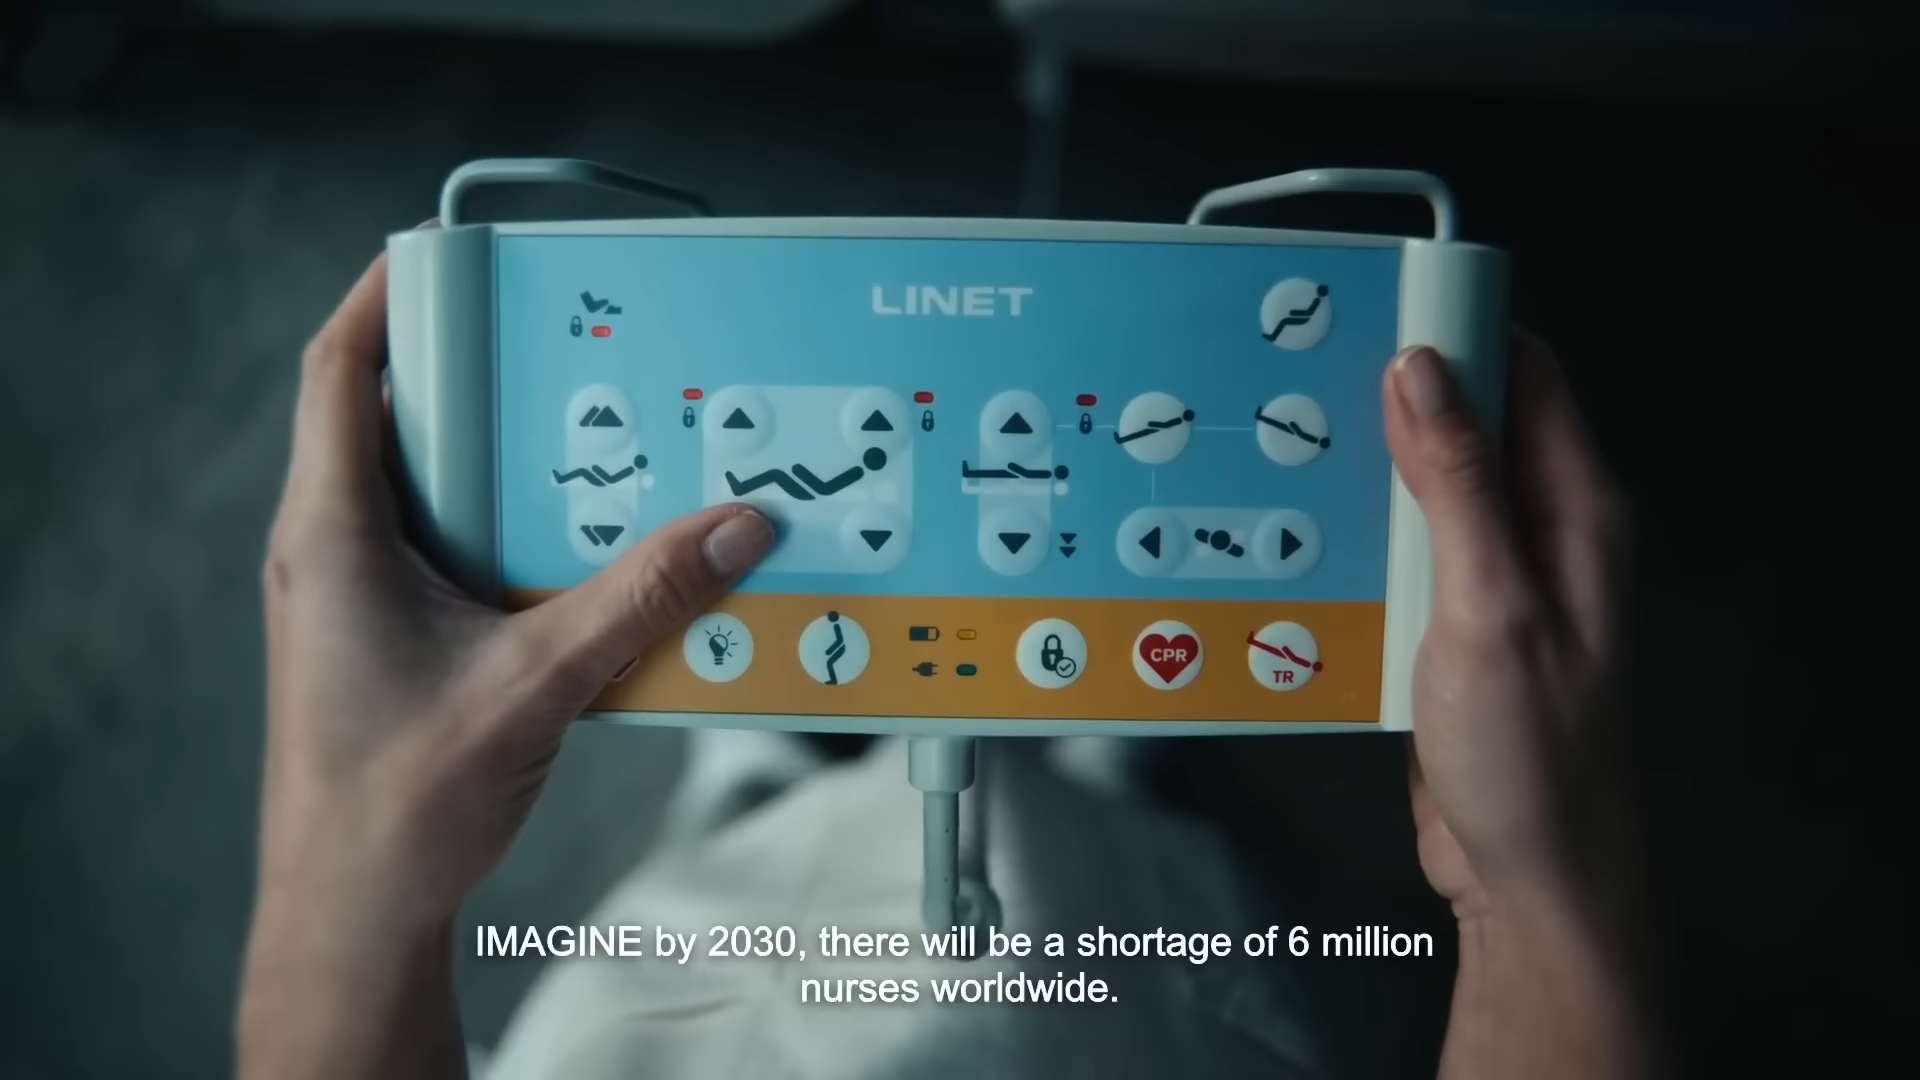 LINET
CPR
TR
IMAGINE by 2030, there will be a shortage of 6 million
nurses worldwide.